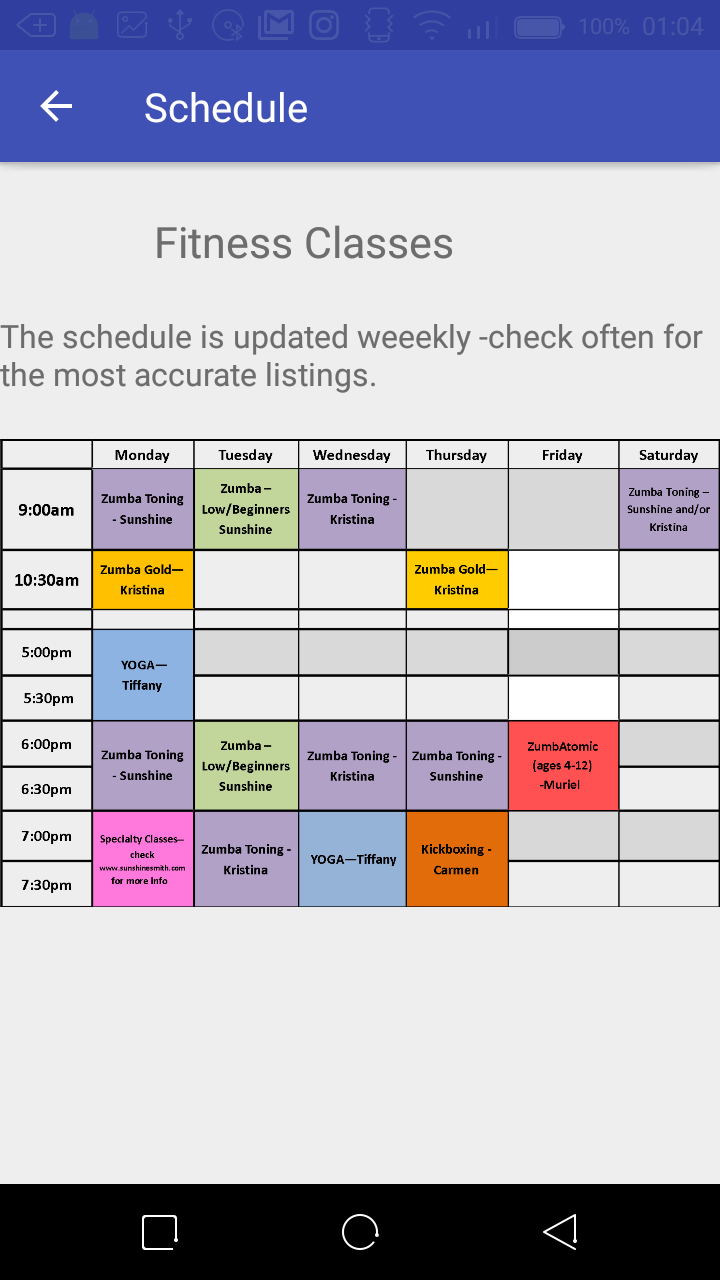 100% 01:04
Schedule
Fitness Classes
The schedule is updated weeekly -check often for
the most accurate listings.
Monday Tuesday Wednesday Thursday Friday Saturday
9:00am
Zumba Toning
- Sunshine
Zumba –
Low/Beginners
Sunshine
Zumba Toning -
Kristina
Zumba Toning –
Sunshine and/or
Kristina
10:30am
Zumba Gold—
Kristina
Zumba Gold—
Kristina
5:00pm
YOGA—
Tiffany
5:30pm
6:00pm
Zumba Toning
- Sunshine
Zumba –
Low/Beginners
Sunshine
Zumba Toning -
Kristina
Zumba Toning -
Sunshine
ZumbAtomic
(ages 4-12)
-Muriel
6:30pm
7:00pm
Specialty Classes—
check
www.sunshinesmith.com
for more info
Zumba Toning -
Kristina
YOGA—Tiffany
Kickboxing -
Carmen
7:30pm